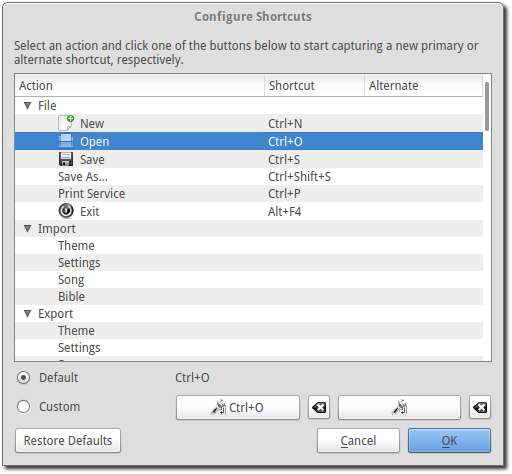 Configure Shortcuts
Select an action and click one of the buttons below to start capturing a new primary or
alternate shortcut, respectively.
Action Shortcut Alternate
File
New Ctrl+N
Open Ctrl+O
Save Ctrl+S
Save As... Ctrl+Shift+S
Print Service Ctrl+P
Exit Alt+F4
Import
Theme
Settings
Song
Bible
Export
Theme
Settings
Default Ctrl+O
Custom Ctrl+O
Restore Defaults Cancel OK